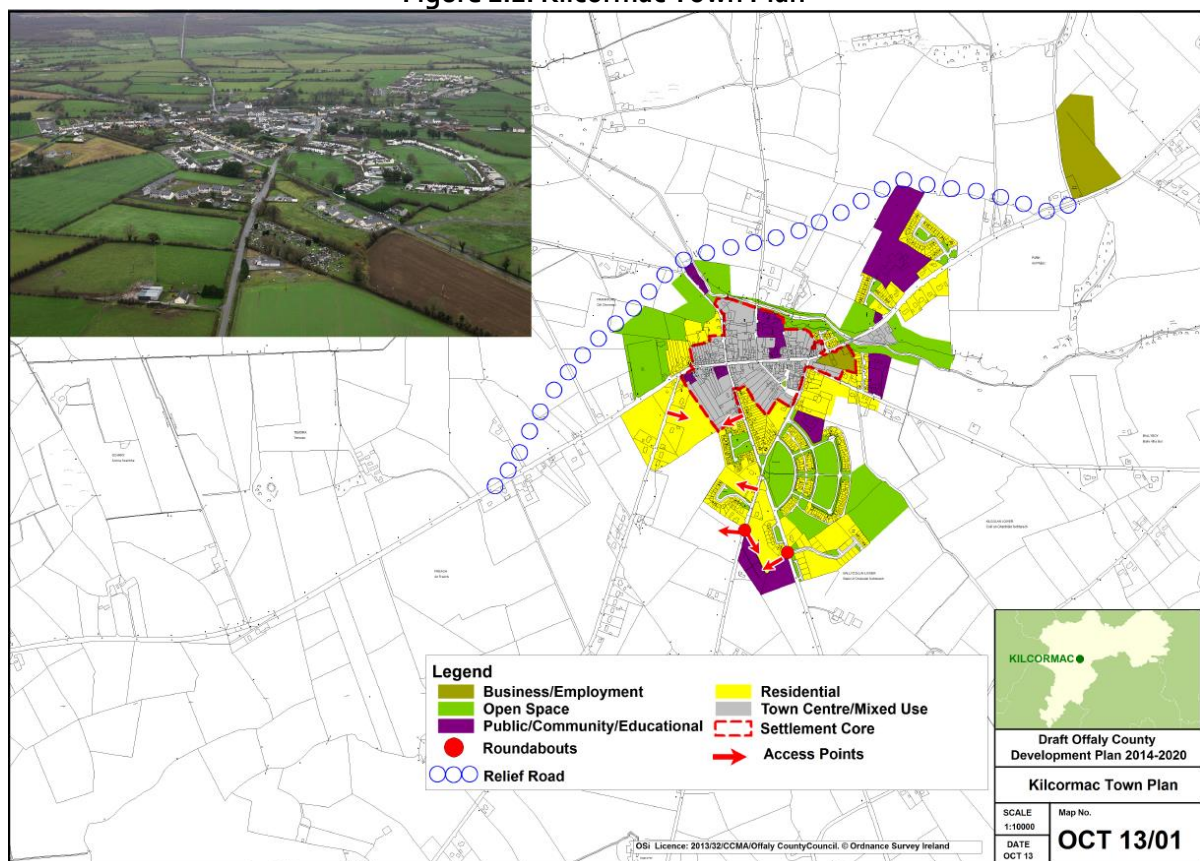 Figure 2.2: Kilcormac Town Plan
Legend
Business/Employment
Open Space
Public/Community/Educational
Roundabouts
Relief Road
Residential
Town Centre/Mixed Use
Settlement Core
Access Points
KILCORMAC
Draft Offaly County
Development Plan 2014-2020
Kilcormac Town Plan
SCALE
1:10000
DATE
OCT 13
Map No.
OCT 13/01
OSi Licence: 2013/32/CCMA/Offaly CountyCouncil. © Ordnance Survey Ireland